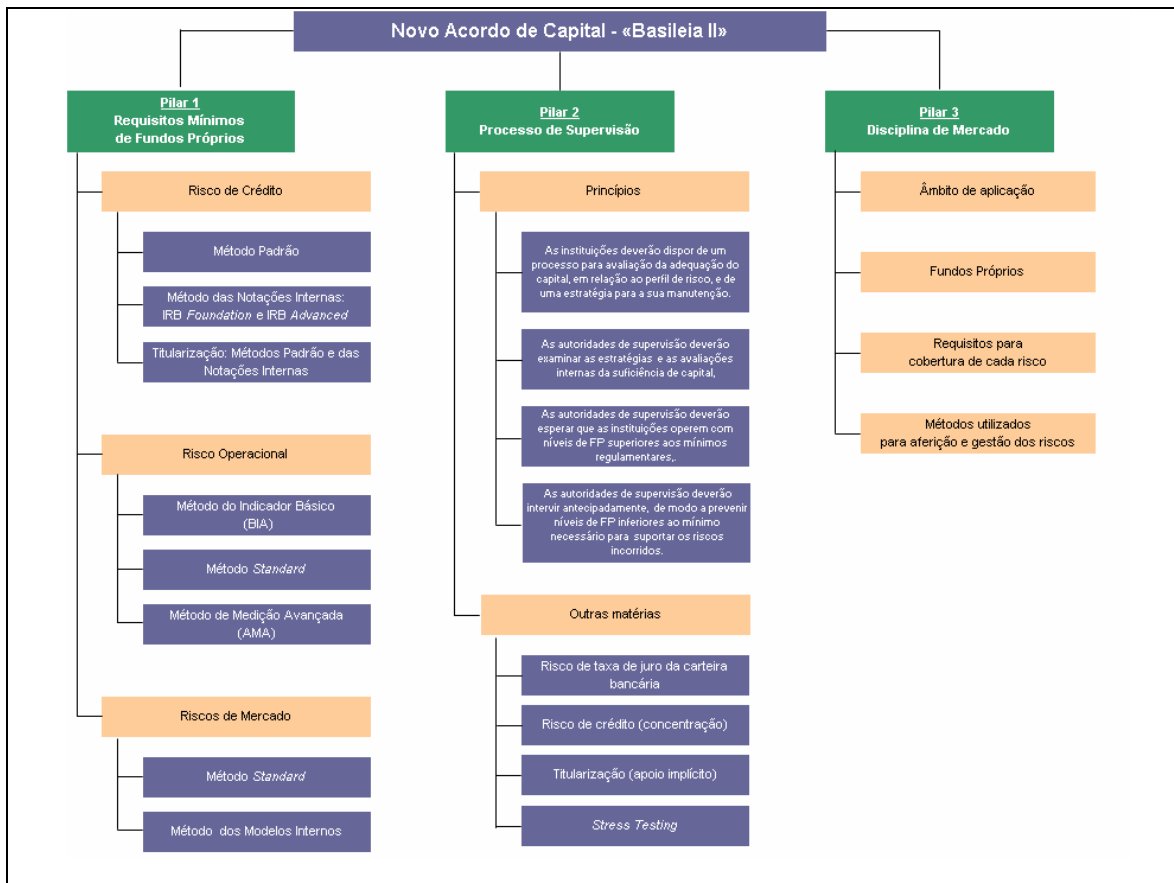 Novo Acordo de Capital - «Basileia II»
Pilar 1
Requisitos Mínimos
de Fundos Próprios
Risco de Crédito
Método Padrão
Método das Notações Internas:
IRB Foundation e IRB Advanced
Titularização: Métodos Padrão e das
Notações Internas
Risco Operacional
Método do Indicador Básico
(BIA)
Método Standard
Método de Medição Avançada
(AMA)
Riscos de Mercado
Método Standard
Método dos Modelos Internos
Pilar 2
Processo de Supervisão
Princípios
As instituições deverão dispor de um
processo para avaliação da adequação do
capital, em relação ao perfil de risco, e de
uma estratégia para a sua manutenção.
As autoridades de supervisão deverão
examinar as estratégias e as avaliações
internas da suficiência de capital,
As autoridades de supervisão deverão
esperar que as instituições operem com
níveis de FP superiores aos mínimos
regulamentares,.
As autoridades de supervisão deverão
intervir antecipadamente, de modo a prevenir
níveis de FP inferiores ao mínimo
necessário para suportar os riscos
incorridos.
Outras matérias
Risco de taxa de juro da carteira
bancária
Risco de crédito (concentração)
Titularização (apoio implícito)
Stress Testing
Pilar 3
Disciplina de Mercado
Âmbito de aplicação
Fundos Próprios
Requisitos para
cobertura de cada risco
Métodos utilizados
para aferição e gestão dos riscos